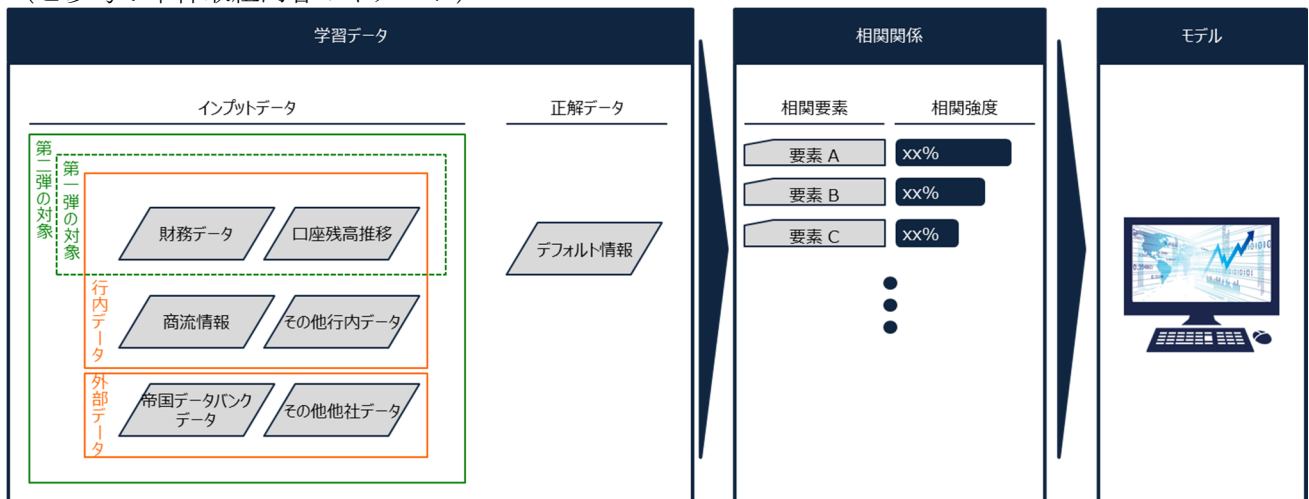 学習データ
相関関係
モデル
インプットデータ
正解データ
相関要素
相関強度
第二弾の対象
第一弾の対象
財務データ
口座残高推移
デフォルト情報
要素 A
xx%
要素 B
xx%
要素 C
xx%
行内データ
商流情報
その他行内データ
外部データ
帝国データバンク
データ
その他他社データ